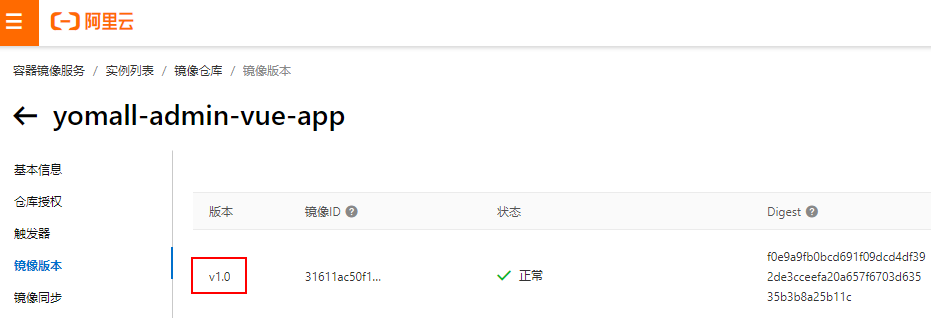 阿里云
容器镜像服务 / 实例列表 / 镜像仓库 / 镜像版本
← yomall-admin-vue-app
基本信息
仓库授权
触发器
镜像版本
镜像同步
版本 镜像ID ? 状态 Digest ?
v1.0 31611ac50f1... 正常 f0e9a9fb0bcd691f09dcd4df39
2de3cceefa20a657f6703d635
35b3b8a25b11c